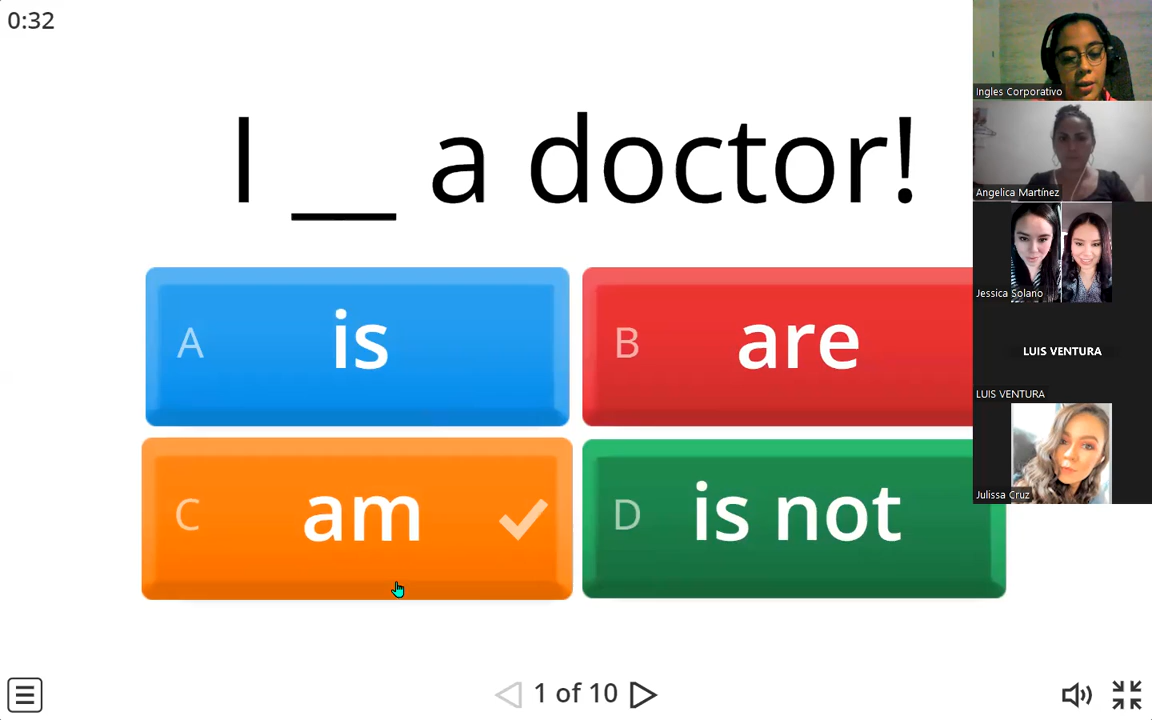 0:32
I __ a doctor!
A is
B are
C am
D is not
1 of 10
Ingles Corporativo
Angelica Martínez
Jessica Solano
LUIS VENTURA
LUIS VENTURA
Julissa Cruz